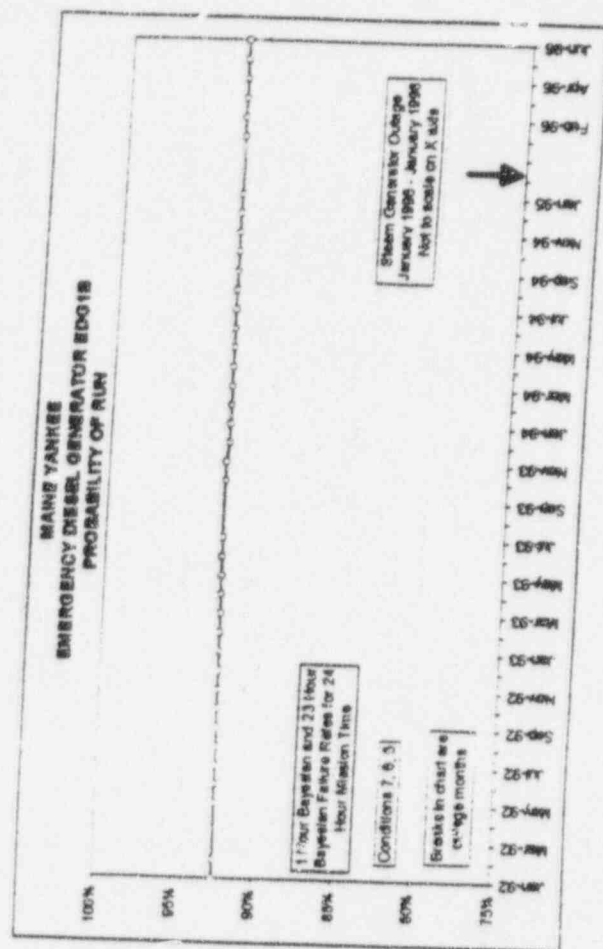 MAINE YANKEE
EMERGENCY DIESEL GENERATOR EDG1B
PROBABILITY OF RUN
100%
95%
90%
85%
80%
75%
1 Hour Bayesian and 23 Hour
Bayesian Failure Rates for 24
Hour Mission Time
Conditions 7, 6, 5
Breaks in chart are
outage months
Steam Generator Outage
January 1995 - January 1996
Not to scale on X axis
Jan-92
Mar-92
May-92
Jul-92
Sep-92
Nov-92
Jan-93
Mar-93
May-93
Jul-93
Sep-93
Nov-93
Jan-94
Mar-94
May-94
Jul-94
Sep-94
Nov-94
Jan-95
Feb-96
Apr-96
Jun-96